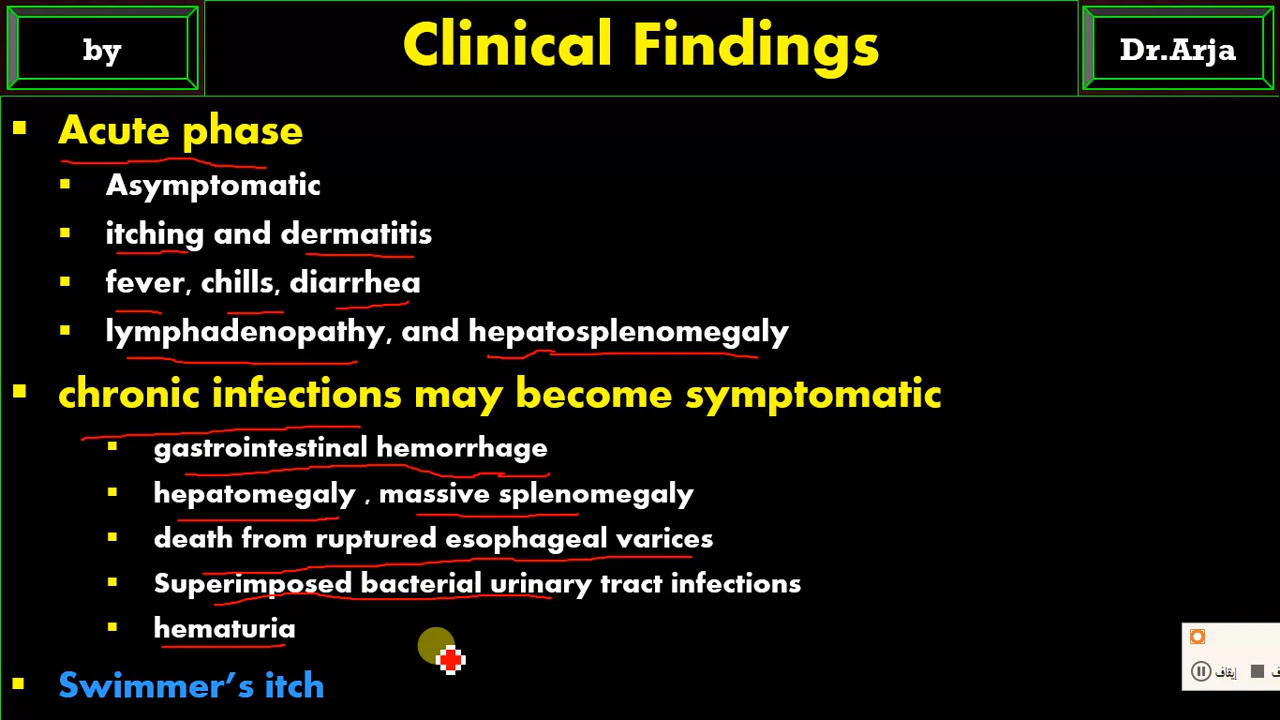 by
Clinical Findings
Dr.Arja
Acute phase
Asymptomatic
itching and dermatitis
fever, chills, diarrhea
lymphadenopathy, and hepatosplenomegaly
chronic infections may become symptomatic
gastrointestinal hemorrhage
hepatomegaly , massive splenomegaly
death from ruptured esophageal varices
Superimposed bacterial urinary tract infections
hematuria
Swimmer's itch
إيقاف